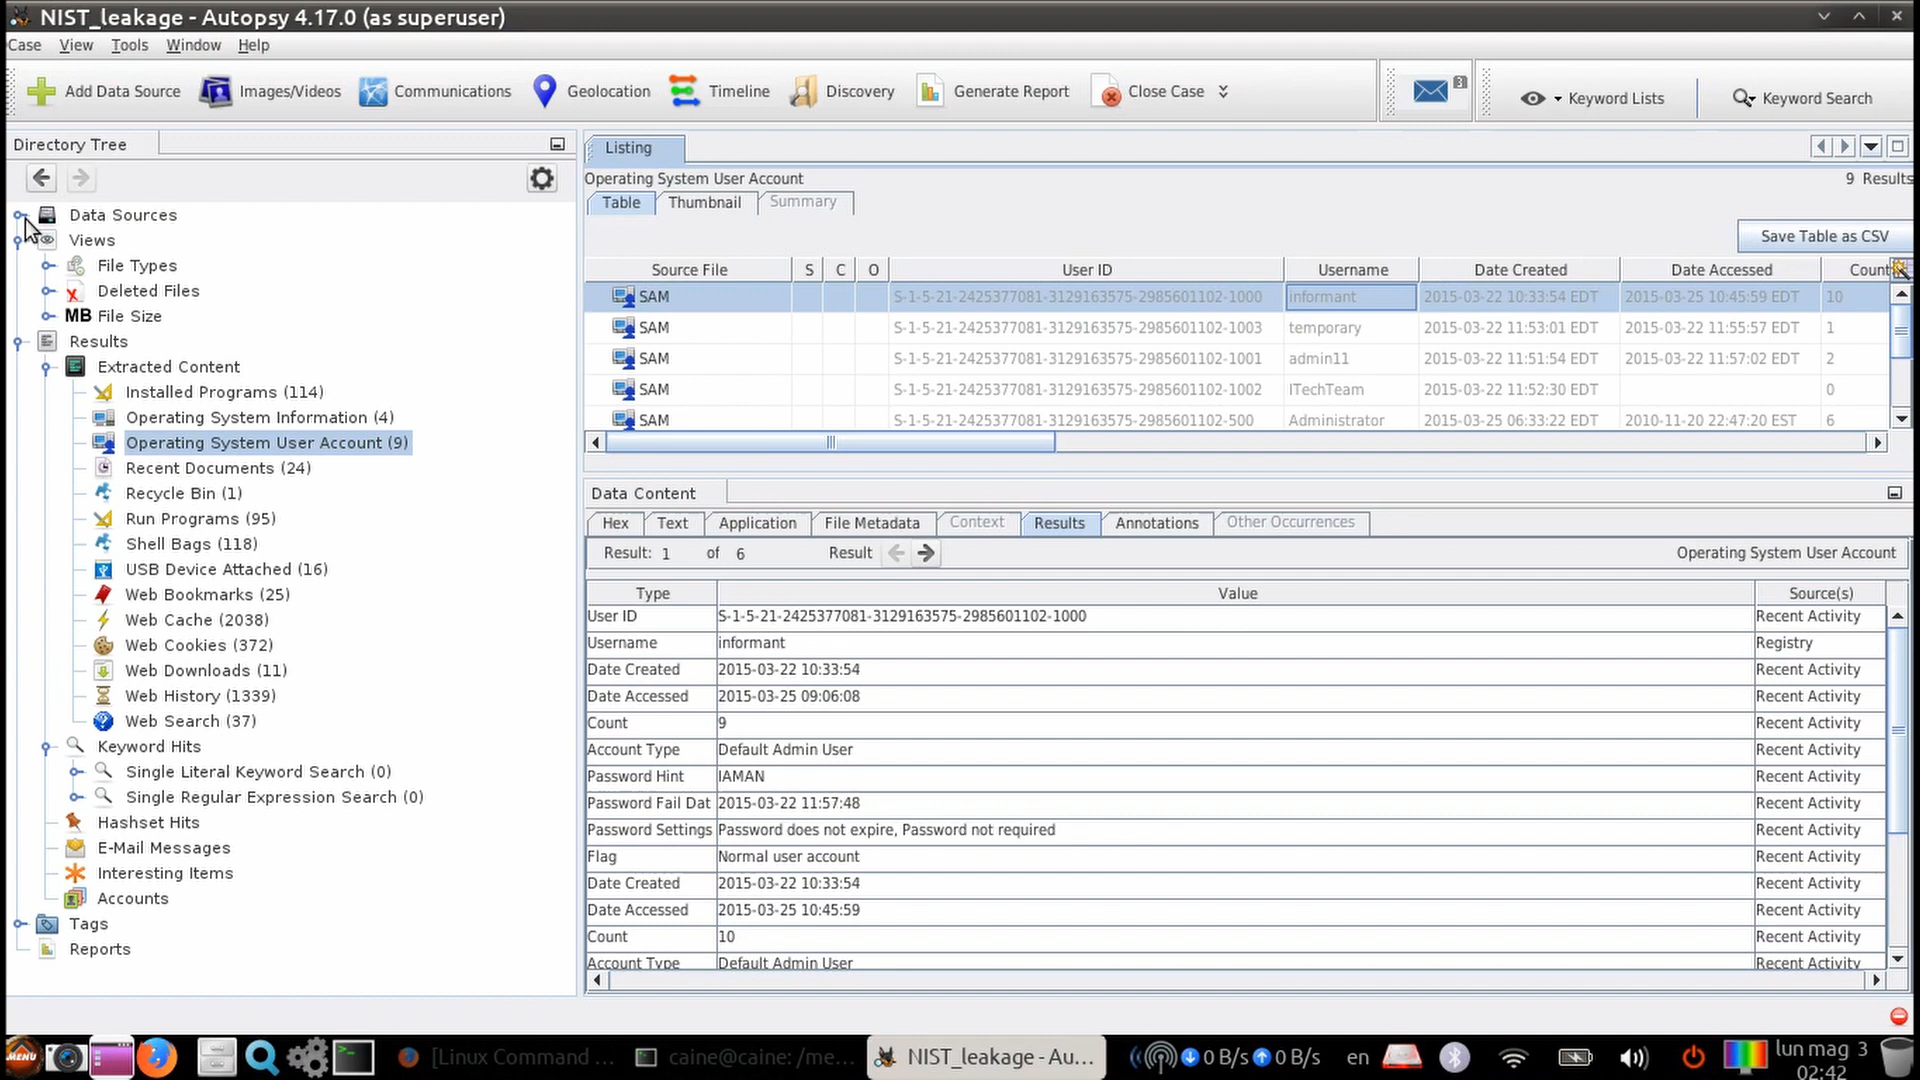 NIST_leakage - Autopsy 4.17.0 (as superuser)
Case View Tools Window Help
Add Data Source Images/Videos Communications Geolocation Timeline Discovery Generate Report Close Case 3 Keyword Lists Keyword Search
Directory Tree
Data Sources
Views
File Types
Deleted Files
MB File Size
Results
Extracted Content
Installed Programs (114)
Operating System Information (4)
Operating System User Account (9)
Recent Documents (24)
Recycle Bin (1)
Run Programs (95)
Shell Bags (118)
USB Device Attached (16)
Web Bookmarks (25)
Web Cache (2038)
Web Cookies (372)
Web Downloads (11)
Web History (1339)
Web Search (37)
Keyword Hits
Single Literal Keyword Search (0)
Single Regular Expression Search (0)
Hashset Hits
E-Mail Messages
Interesting Items
Accounts
Tags
Reports
Listing
Operating System User Account 9 Results
Table Thumbnail Summary
Save Table as CSV
Source File S C O User ID Username Date Created Date Accessed Count
SAM S-1-5-21-2425377081-3129163575-2985601102-1000 informant 2015-03-22 10:33:54 EDT 2015-03-25 10:45:59 EDT 10
SAM S-1-5-21-2425377081-3129163575-2985601102-1003 temporary 2015-03-22 11:53:01 EDT 2015-03-22 11:55:57 EDT 1
SAM S-1-5-21-2425377081-3129163575-2985601102-1001 admin11 2015-03-22 11:51:54 EDT 2015-03-22 11:57:02 EDT 2
SAM S-1-5-21-2425377081-3129163575-2985601102-1002 ITechTeam 2015-03-22 11:52:30 EDT 0
SAM S-1-5-21-2425377081-3129163575-2985601102-500 Administrator 2015-03-25 06:33:22 EDT 2010-11-20 22:47:20 EST 6
Data Content
Hex Text Application File Metadata Context Results Annotations Other Occurrences
Result: 1 of 6 Result Operating System User Account
Type Value Source(s)
User ID S-1-5-21-2425377081-3129163575-2985601102-1000 Recent Activity
Username informant Registry
Date Created 2015-03-22 10:33:54 Recent Activity
Date Accessed 2015-03-25 09:06:08 Recent Activity
Count 9 Recent Activity
Account Type Default Admin User Recent Activity
Password Hint IAMAN Recent Activity
Password Fail Dat 2015-03-22 11:57:48 Recent Activity
Password Settings Password does not expire, Password not required Recent Activity
Flag Normal user account Recent Activity
Date Created 2015-03-22 10:33:54 Recent Activity
Date Accessed 2015-03-25 10:45:59 Recent Activity
Count 10 Recent Activity
Account Type Default Admin User Recent Activity
MENU [Linux Command ... caine@caine: /me... NIST_leakage - Au... 0 B/s 0 B/s en lun mag 3
02:42